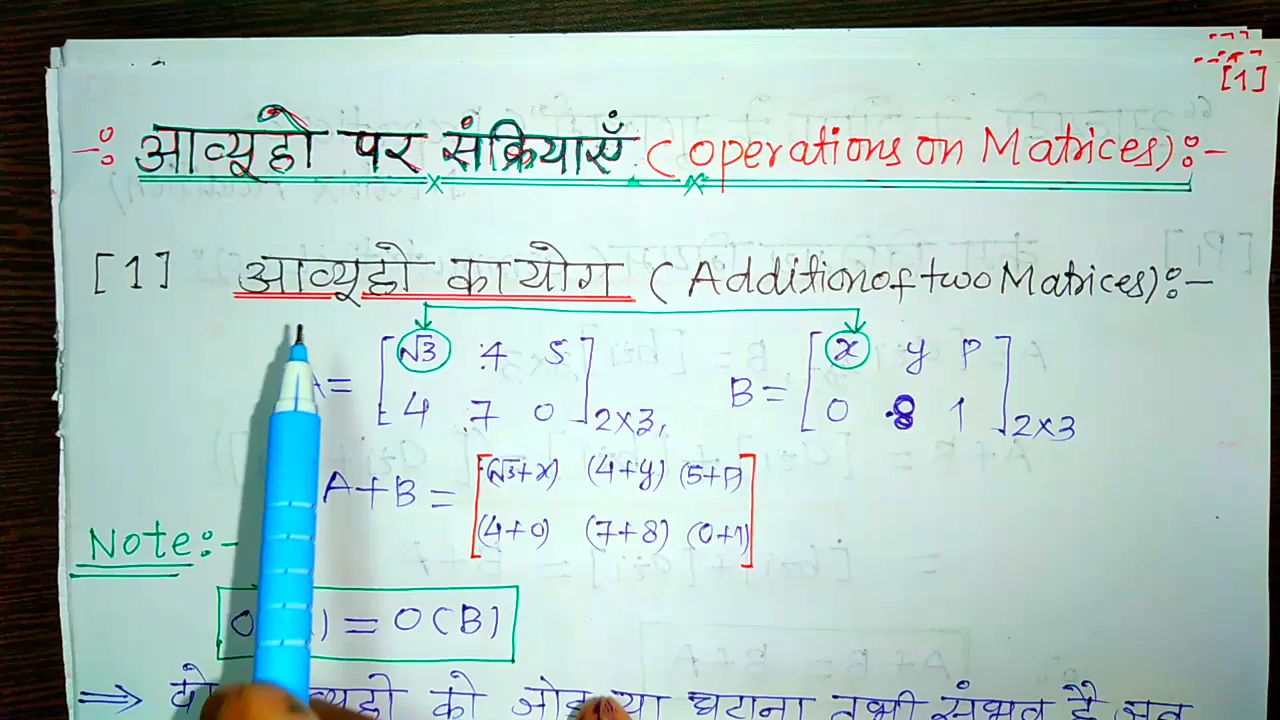 [1]
-: आव्यूहो पर संक्रियाएँ (operations on Matrices):-
[1] आव्यूहो का योग (Addition of two Matrices):-
A = [√3 4 5
4 7 0]2×3, B = [x y P
0 8 1]2×3
A+B = [(√3+x) (4+y) (5+P)
(4+0) (7+8) (0+1)]
Note:-
= O(B)
⇒ को जोड़ या घटाना तभी संभव है जब